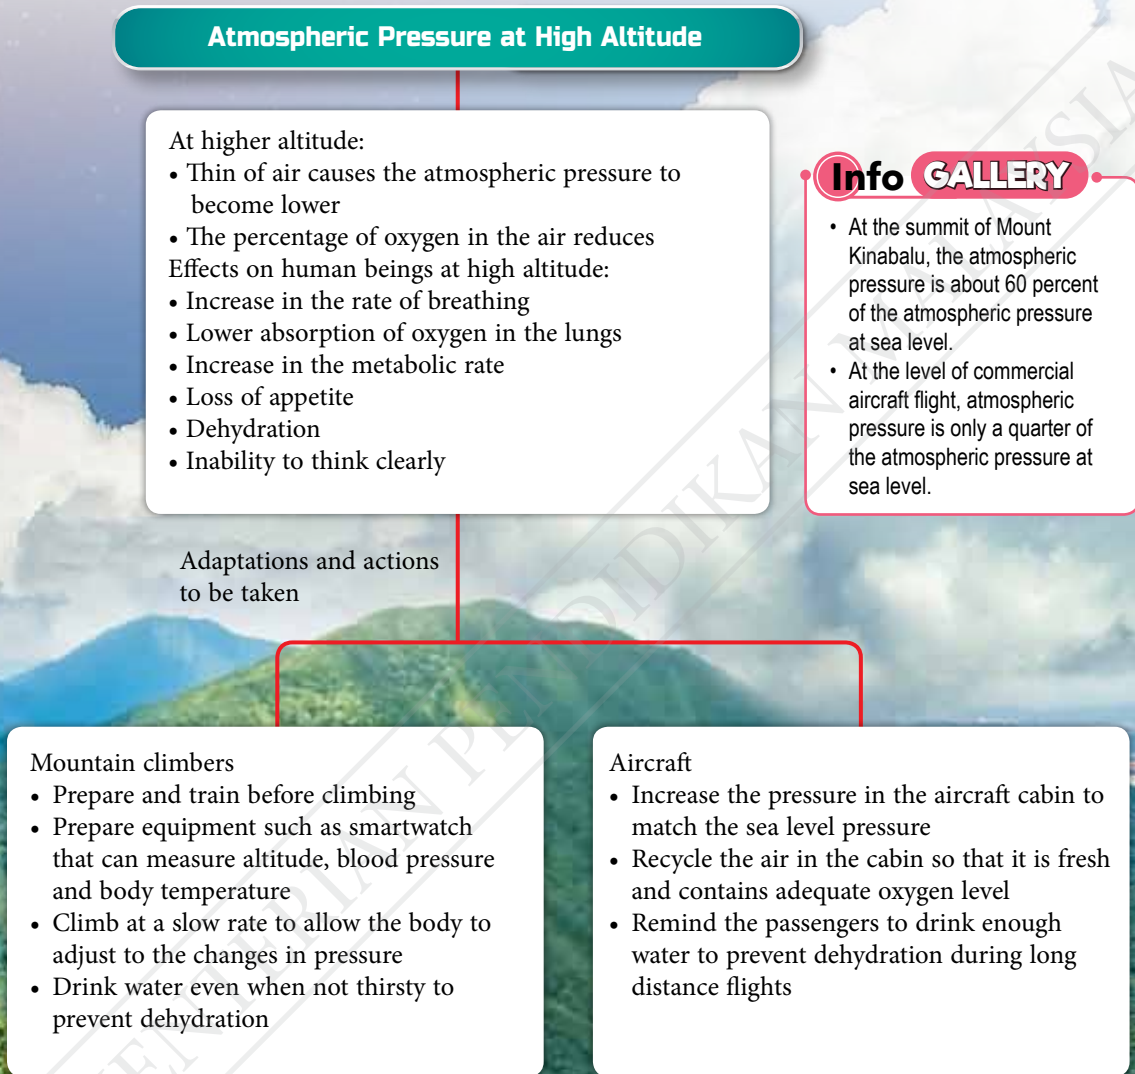 Atmospheric Pressure at High Altitude
At higher altitude:
• Thin of air causes the atmospheric pressure to
become lower
• The percentage of oxygen in the air reduces
Effects on human beings at high altitude:
• Increase in the rate of breathing
• Lower absorption of oxygen in the lungs
• Increase in the metabolic rate
• Loss of appetite
• Dehydration
• Inability to think clearly
Info GALLERY
• At the summit of Mount
Kinabalu, the atmospheric
pressure is about 60 percent
of the atmospheric pressure
at sea level.
• At the level of commercial
aircraft flight, atmospheric
pressure is only a quarter of
the atmospheric pressure at
sea level.
Adaptations and actions
to be taken
Mountain climbers
• Prepare and train before climbing
• Prepare equipment such as smartwatch
that can measure altitude, blood pressure
and body temperature
• Climb at a slow rate to allow the body to
adjust to the changes in pressure
• Drink water even when not thirsty to
prevent dehydration
Aircraft
• Increase the pressure in the aircraft cabin to
match the sea level pressure
• Recycle the air in the cabin so that it is fresh
and contains adequate oxygen level
• Remind the passengers to drink enough
water to prevent dehydration during long
distance flights